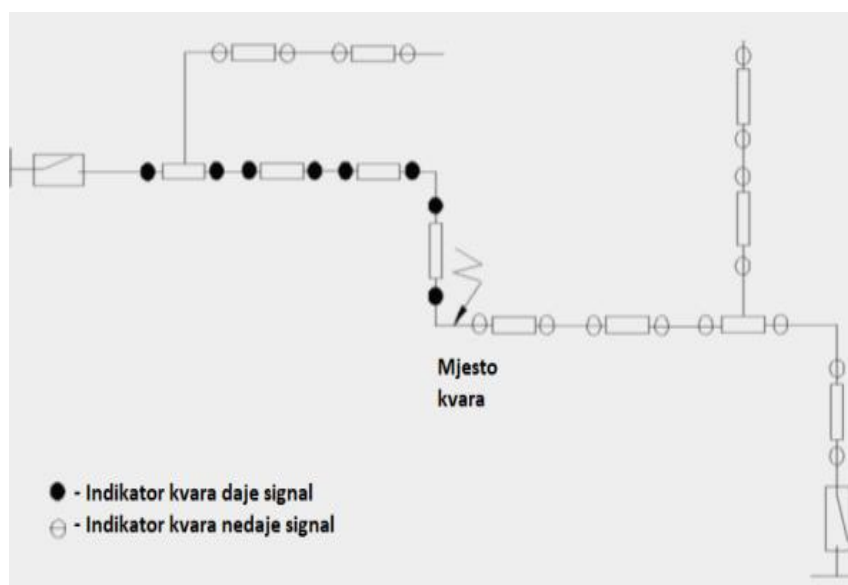 Mjesto
kvara
- Indikator kvara daje signal
- Indikator kvara nedaje signal